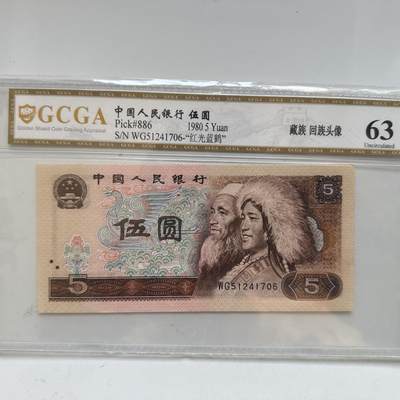 GCGA
中国人民银行 伍圆
Pick#886 1980 5 Yuan
S/N WG51241706-“红光蓝鹤”
藏族 回族头像
63
Uncirculated
中国人民银行
5
伍圆
WG51241706
5
5